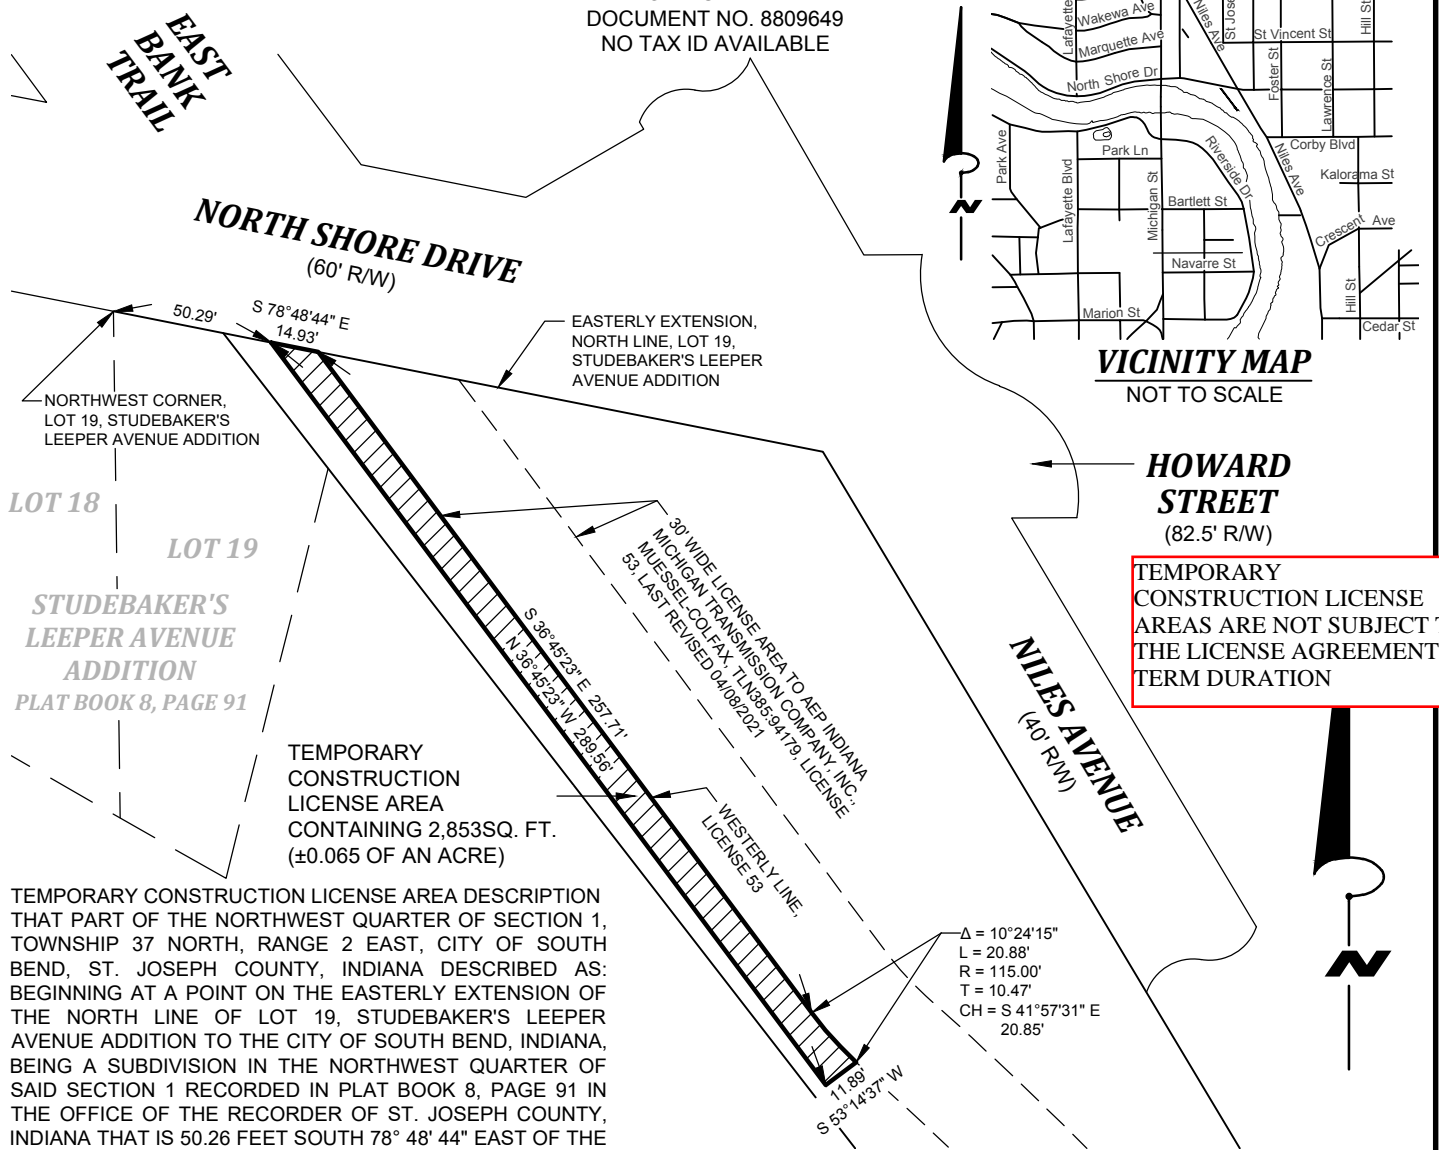 DOCUMENT NO. 8809649
NO TAX ID AVAILABLE
EAST
BANK
TRAIL
NORTH SHORE DRIVE
(60' R/W)
50.29'
S 78°48'44" E
14.93'
EASTERLY EXTENSION,
NORTH LINE, LOT 19,
STUDEBAKER'S LEEPER
AVENUE ADDITION
NORTHWEST CORNER,
LOT 19, STUDEBAKER'S
LEEPER AVENUE ADDITION
LOT 18
LOT 19
STUDEBAKER'S
LEEPER AVENUE
ADDITION
PLAT BOOK 8, PAGE 91
30' WIDE LICENSE AREA TO AEP INDIANA
MICHIGAN TRANSMISSION COMPANY, INC.,
MUESSEL-COLFAX, TLN385:94179, LICENSE
53, LAST REVISED 04/08/2021
S 36°45'23" E 257.71'
N 36°45'23" W 289.56'
TEMPORARY
CONSTRUCTION
LICENSE AREA
CONTAINING 2,853SQ. FT.
(±0.065 OF AN ACRE)
WESTERLY LINE,
LICENSE 53
Δ = 10°24'15"
L = 20.88'
R = 115.00'
T = 10.47'
CH = S 41°57'31" E
20.85'
11.89'
S 53°14'37" W
NILES AVENUE
(40' R/W)
HOWARD
STREET
(82.5' R/W)
TEMPORARY
CONSTRUCTION LICENSE
AREAS ARE NOT SUBJECT
THE LICENSE AGREEMENT
TERM DURATION
N
N
VICINITY MAP
NOT TO SCALE
Lafayette
Wakewa Ave
Marquette Ave
North Shore Dr
Niles Ave
St Jose
St Vincent St
Hill St
Foster St
Lawrence St
Corby Blvd
Kalorama St
Park Ave
Park Ln
Lafayette Blvd
Michigan St
Riverside Dr
Niles Ave
Bartlett St
Crescent Ave
Navarre St
Hill St
Marion St
Cedar St
TEMPORARY CONSTRUCTION LICENSE AREA DESCRIPTION
THAT PART OF THE NORTHWEST QUARTER OF SECTION 1,
TOWNSHIP 37 NORTH, RANGE 2 EAST, CITY OF SOUTH
BEND, ST. JOSEPH COUNTY, INDIANA DESCRIBED AS:
BEGINNING AT A POINT ON THE EASTERLY EXTENSION OF
THE NORTH LINE OF LOT 19, STUDEBAKER'S LEEPER
AVENUE ADDITION TO THE CITY OF SOUTH BEND, INDIANA,
BEING A SUBDIVISION IN THE NORTHWEST QUARTER OF
SAID SECTION 1 RECORDED IN PLAT BOOK 8, PAGE 91 IN
THE OFFICE OF THE RECORDER OF ST. JOSEPH COUNTY,
INDIANA THAT IS 50.26 FEET SOUTH 78° 48' 44" EAST OF THE